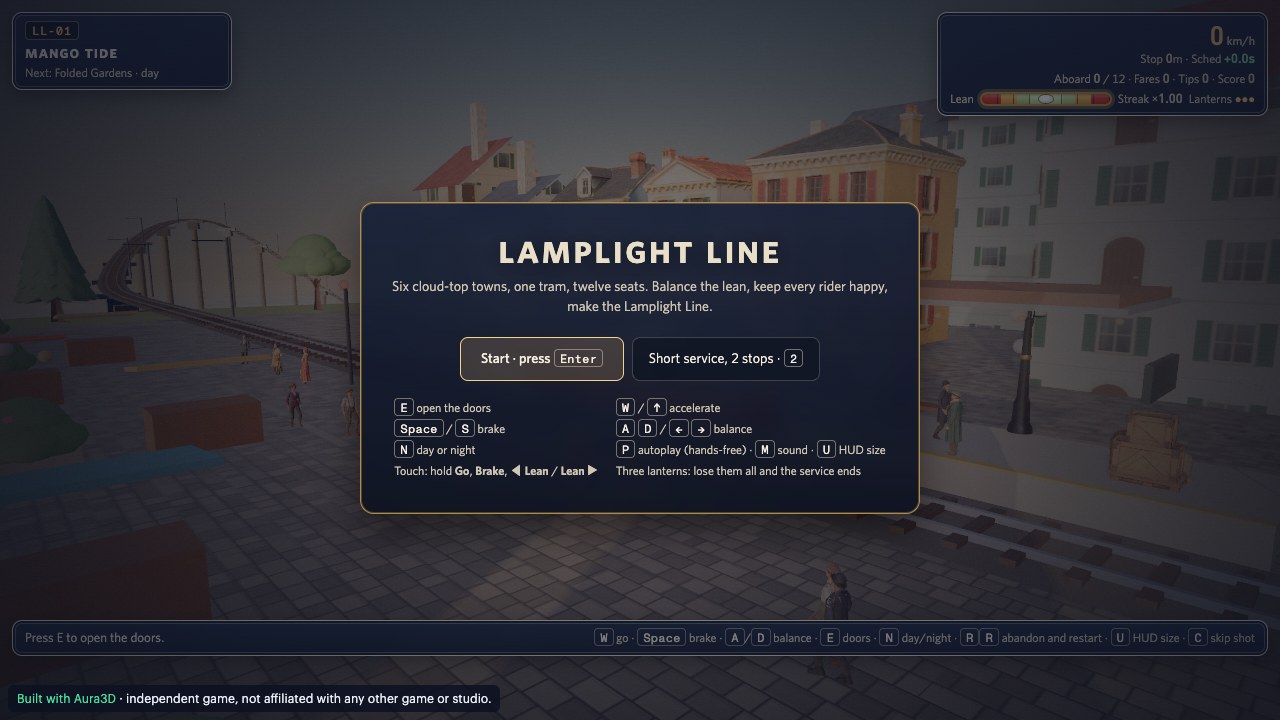 LL-01
MANGO TIDE
Next: Folded Gardens · day
0 km/h
Stop 0m · Sched +0.0s
Aboard 0 / 12 · Fares 0 · Tips 0 · Score 0
Lean Streak ×1.00 Lanterns
LAMPLIGHT LINE
Six cloud-top towns, one tram, twelve seats. Balance the lean, keep every rider happy,
make the Lamplight Line.
Start · press Enter
Short service, 2 stops · 2
E open the doors
W / ↑ accelerate
Space / S brake
A D / ← → balance
N day or night
P autoplay (hands-free) · M sound · U HUD size
Touch: hold Go, Brake, ◀ Lean / Lean ▶
Three lanterns: lose them all and the service ends
Press E to open the doors.
W go · Space brake · A / D balance · E doors · N day/night · R R abandon and restart · U HUD size · C skip shot
Built with Aura3D · independent game, not affiliated with any other game or studio.